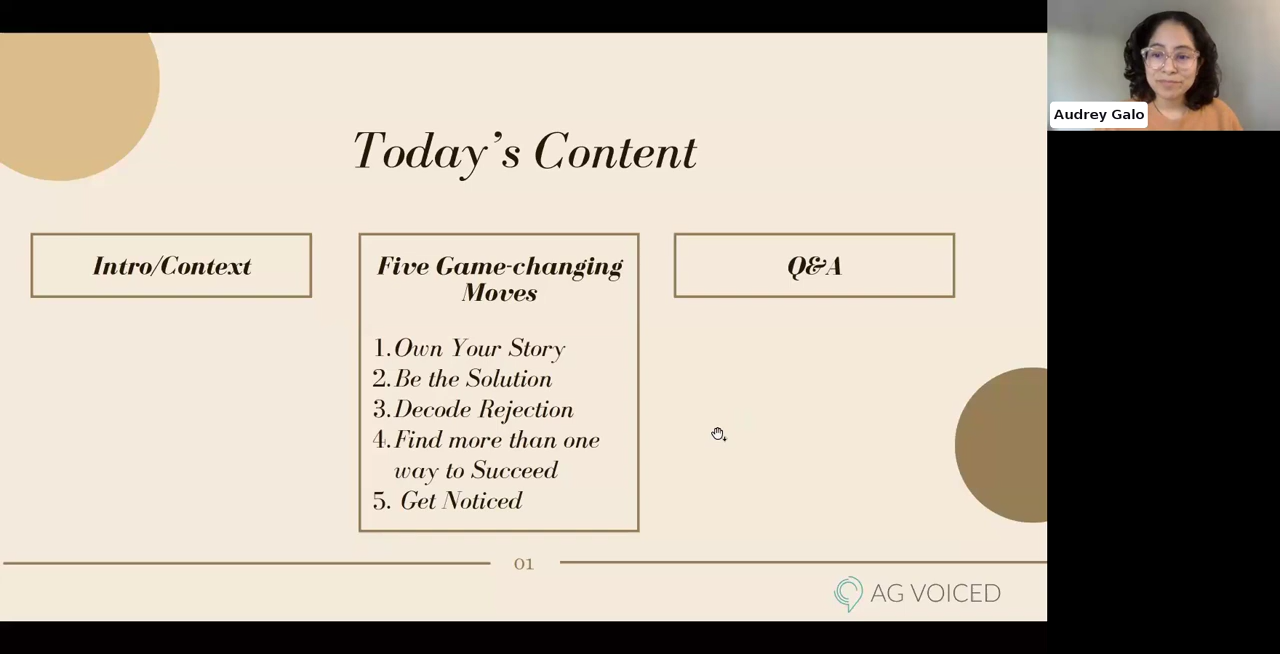 Today's Content
Intro/Context
Five Game-changing
Moves
1. Own Your Story
2. Be the Solution
3. Decode Rejection
4. Find more than one
way to Succeed
5. Get Noticed
Q&A
01
AG VOICED
Audrey Galo